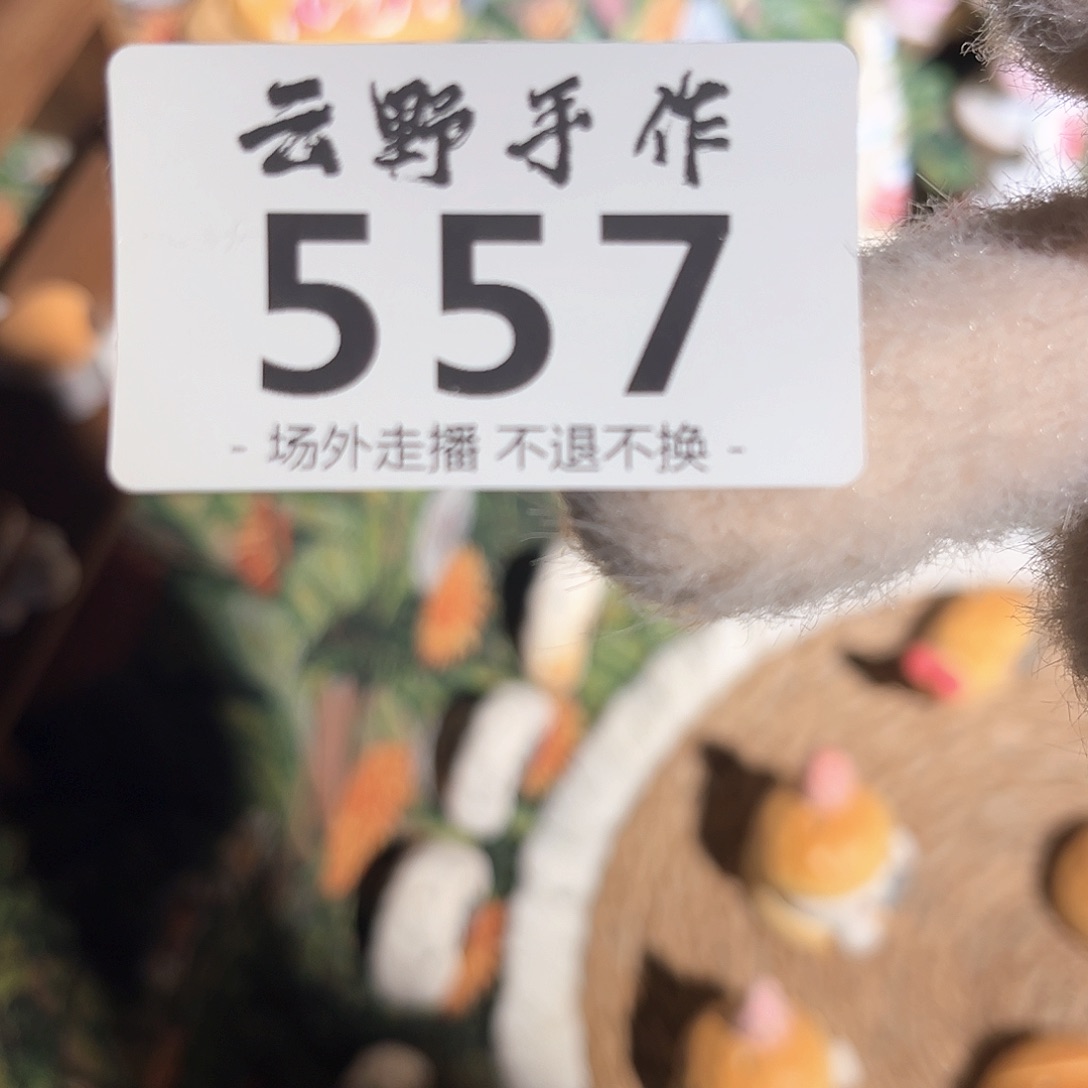 云野手作
557
- 场外走播 不退不换 -